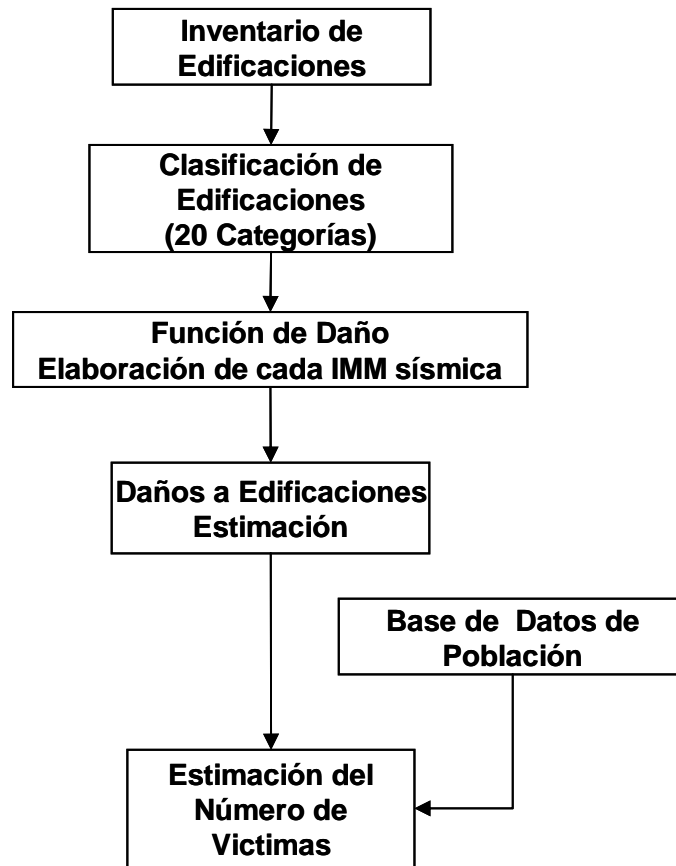 Inventario de
Edificaciones
Clasificación de
Edificaciones
(20 Categorías)
Función de Daño
Elaboración de cada IMM sísmica
Daños a Edificaciones
Estimación
Base de Datos de
Población
Estimación del
Número de
Victimas